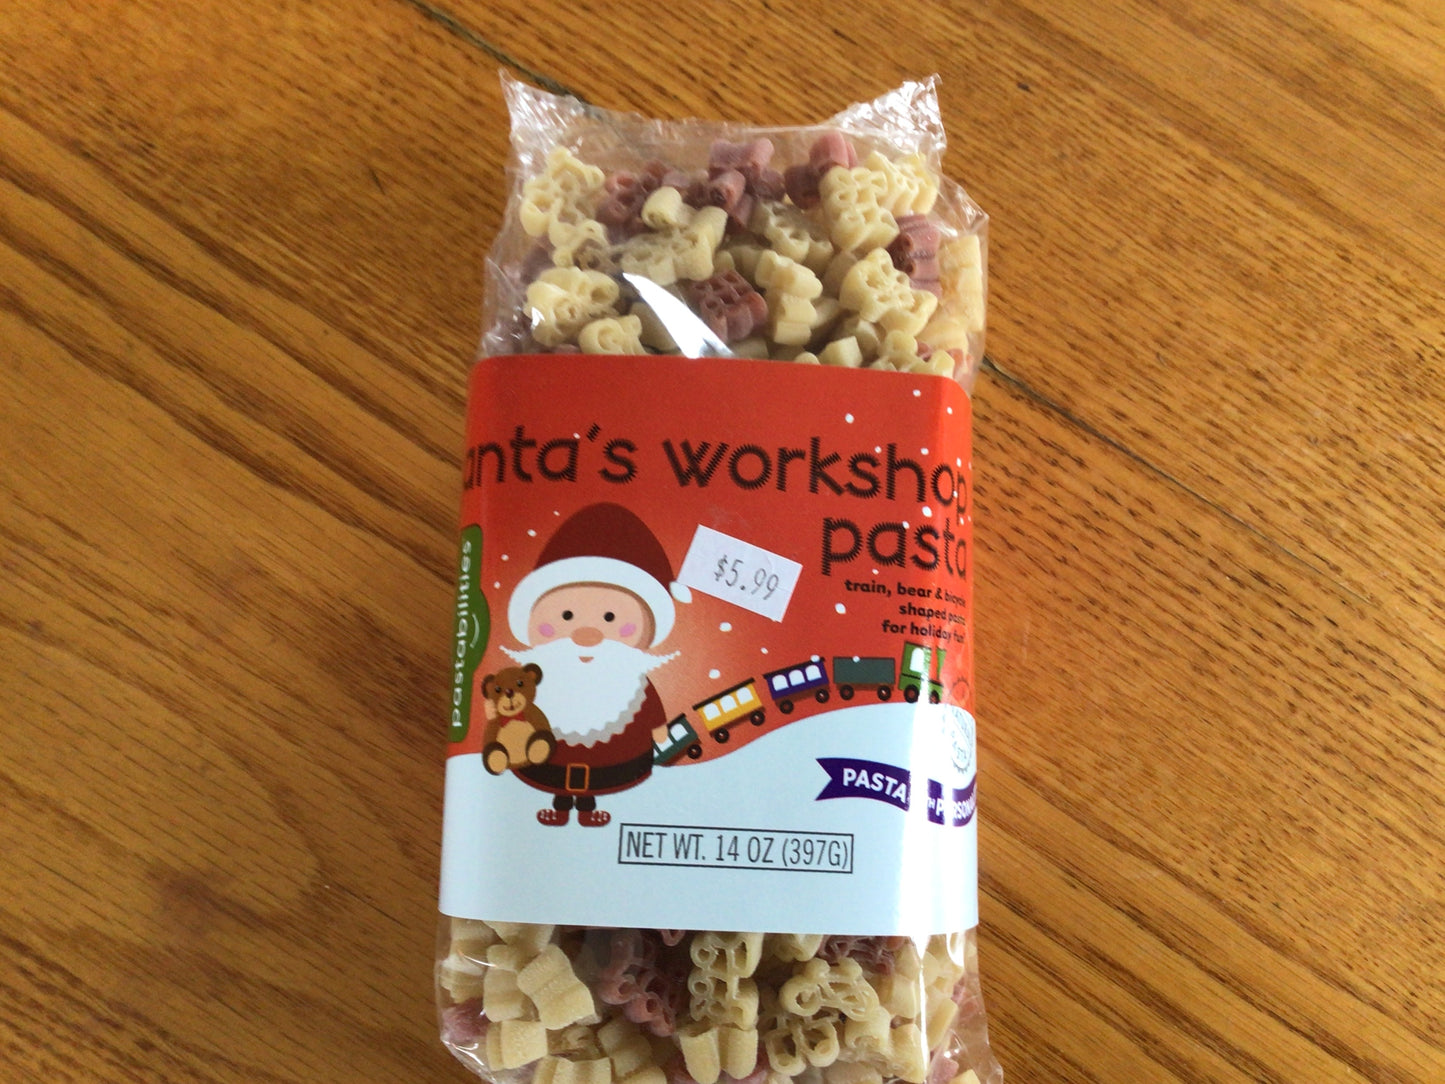 anta's workshop
pasta
train, bear & bicycle
shaped pasta
for holiday fun!
$5.99
pastabilities
PASTA
NET WT. 14 OZ (397G)